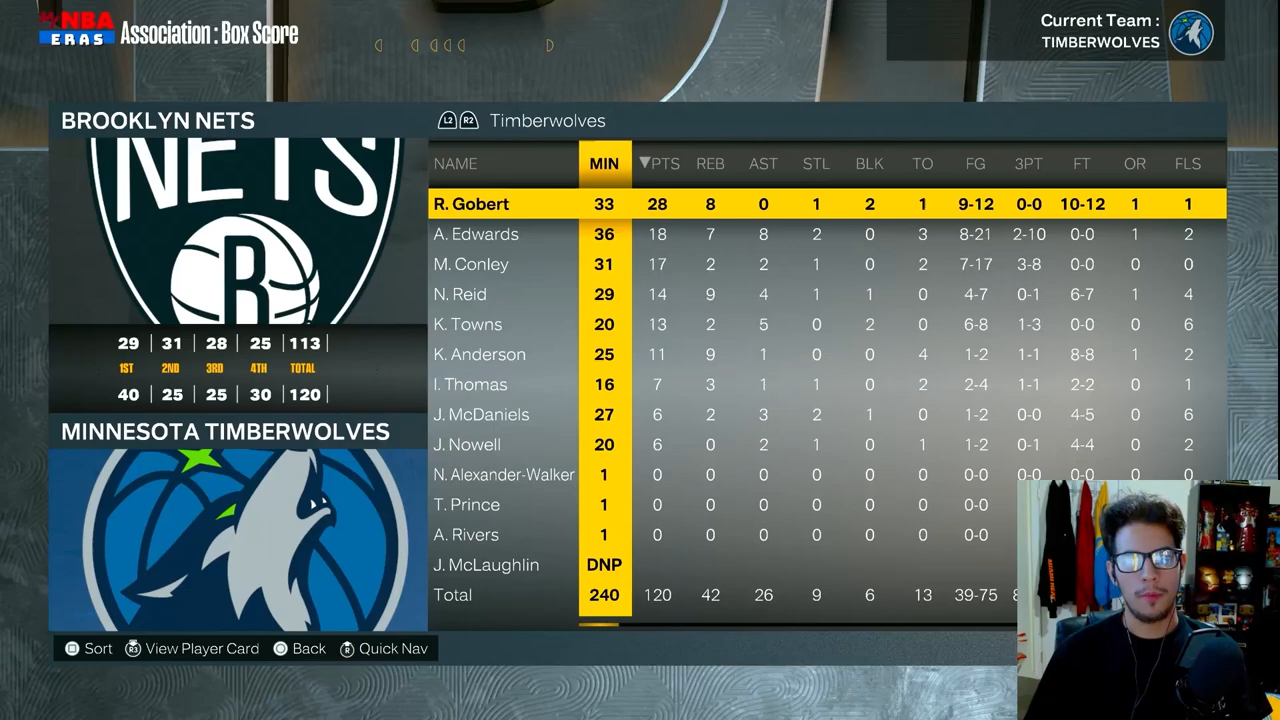 MyNBA ERAS Association : Box Score
Current Team :
TIMBERWOLVES
BROOKLYN NETS
NETS
B
29 | 31 | 28 | 25 | 113 |
1ST 2ND 3RD 4TH TOTAL
40 | 25 | 25 | 30 | 120 |
MINNESOTA TIMBERWOLVES
L2 R2 Timberwolves
NAME MIN ▼PTS REB AST STL BLK TO FG 3PT FT OR FLS
R. Gobert 33 28 8 0 1 2 1 9-12 0-0 10-12 1 1
A. Edwards 36 18 7 8 2 0 3 8-21 2-10 0-0 1 2
M. Conley 31 17 2 2 1 0 2 7-17 3-8 0-0 0 0
N. Reid 29 14 9 4 1 1 0 4-7 0-1 6-7 1 4
K. Towns 20 13 2 5 0 2 0 6-8 1-3 0-0 0 6
K. Anderson 25 11 9 1 0 0 4 1-2 1-1 8-8 1 2
I. Thomas 16 7 3 1 1 0 2 2-4 1-1 2-2 0 1
J. McDaniels 27 6 2 3 2 1 0 1-2 0-0 4-5 0 6
J. Nowell 20 6 0 2 1 0 1 1-2 0-1 4-4 0 2
N. Alexander-Walker 1 0 0 0 0 0 0 0-0 0-0 0-0 0 0
T. Prince 1 0 0 0 0 0 0 0-0
A. Rivers 1 0 0 0 0 0 0 0-0
J. McLaughlin DNP
Total 240 120 42 26 9 6 13 39-75
Sort R3 View Player Card Back R Quick Nav